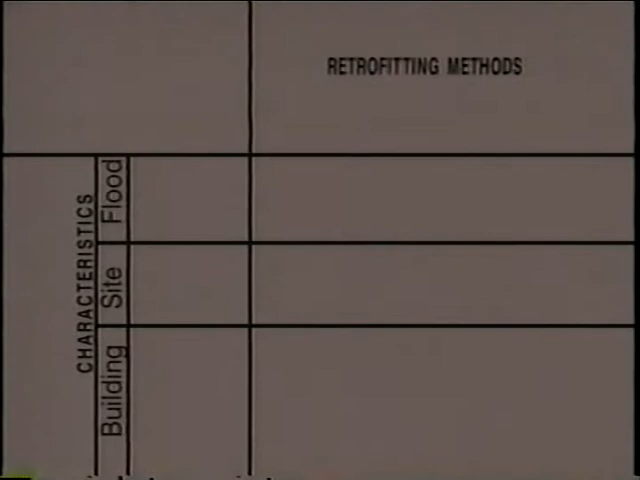 RETROFITTING METHODS
CHARACTERISTICS
Flood
Site
Building